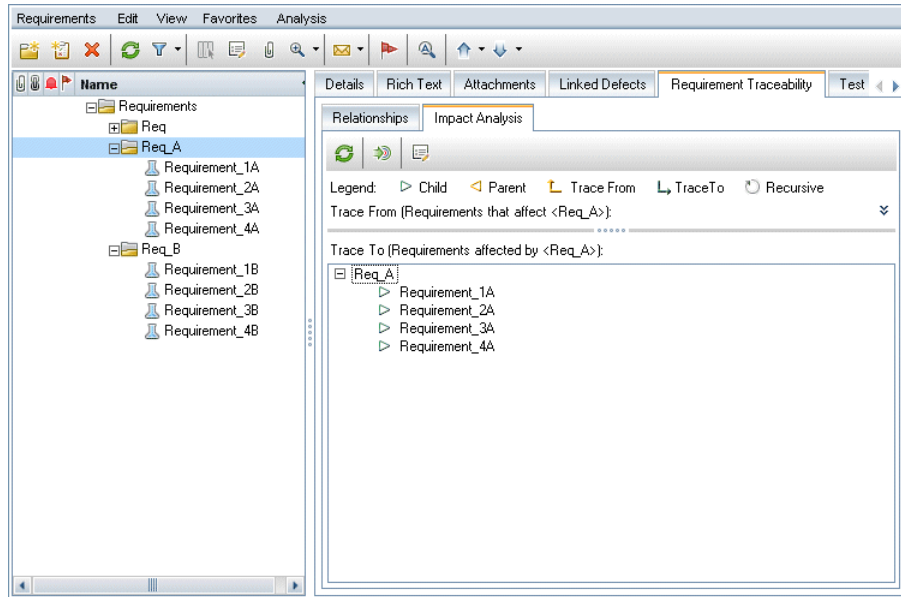 Requirements Edit View Favorites Analysis
Name
Requirements
Req
Req_A
Requirement_1A
Requirement_2A
Requirement_3A
Requirement_4A
Req_B
Requirement_1B
Requirement_2B
Requirement_3B
Requirement_4B
Details Rich Text Attachments Linked Defects Requirement Traceability Test
Relationships Impact Analysis
Legend: Child Parent Trace From TraceTo Recursive
Trace From (Requirements that affect <Req_A>):
Trace To (Requirements affected by <Req_A>):
Req_A
Requirement_1A
Requirement_2A
Requirement_3A
Requirement_4A